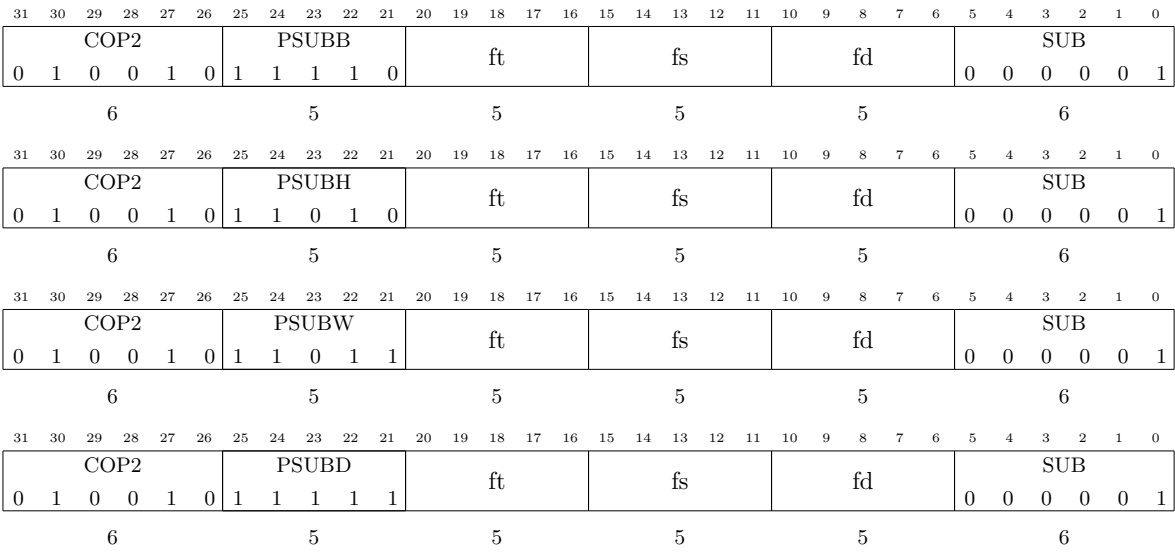 31 30 29 28 27 26 25 24 23 22 21 20 19 18 17 16 15 14 13 12 11 10 9 8 7 6 5 4 3 2 1 0
COP2 PSUBB ft fs fd SUB
0 1 0 0 1 0 1 1 1 1 0 0 0 0 0 0 1
6 5 5 5 5 6
31 30 29 28 27 26 25 24 23 22 21 20 19 18 17 16 15 14 13 12 11 10 9 8 7 6 5 4 3 2 1 0
COP2 PSUBH ft fs fd SUB
0 1 0 0 1 0 1 1 0 1 0 0 0 0 0 0 1
6 5 5 5 5 6
31 30 29 28 27 26 25 24 23 22 21 20 19 18 17 16 15 14 13 12 11 10 9 8 7 6 5 4 3 2 1 0
COP2 PSUBW ft fs fd SUB
0 1 0 0 1 0 1 1 0 1 1 0 0 0 0 0 1
6 5 5 5 5 6
31 30 29 28 27 26 25 24 23 22 21 20 19 18 17 16 15 14 13 12 11 10 9 8 7 6 5 4 3 2 1 0
COP2 PSUBD ft fs fd SUB
0 1 0 0 1 0 1 1 1 1 1 0 0 0 0 0 1
6 5 5 5 5 6